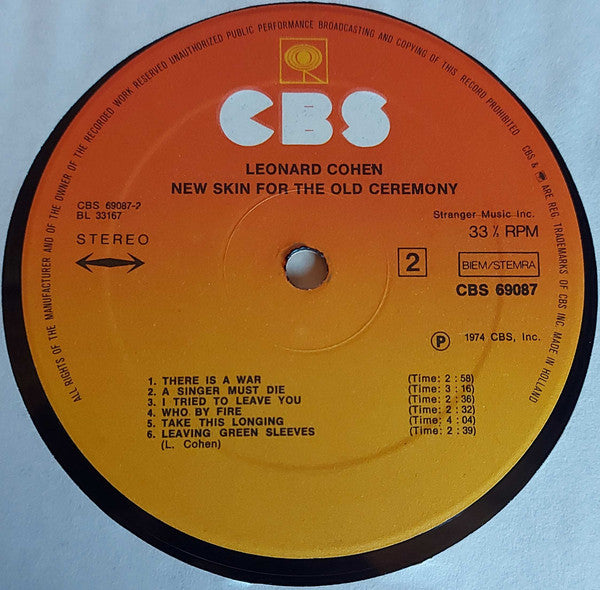 ALL RIGHTS OF THE MANUFACTURER AND OF THE OWNER OF THE RECORDED WORK RESERVED UNAUTHORIZED PUBLIC PERFORMANCE BROADCASTING AND COPYING OF THIS RECORD PROHIBITED CBS & ARE REG. TRADEMARKS OF CBS INC. MADE IN HOLLAND
CBS
LEONARD COHEN
NEW SKIN FOR THE OLD CEREMONY
CBS 69087-2
BL 33167
STEREO
Stranger Music Inc.
33⅓ RPM
2
BIEM/STEMRA
CBS 69087
Ⓟ 1974 CBS, Inc.
1. THERE IS A WAR (Time: 2 : 58)
2. A SINGER MUST DIE (Time: 3 : 16)
3. I TRIED TO LEAVE YOU (Time: 2 : 36)
4. WHO BY FIRE (Time: 2 : 32)
5. TAKE THIS LONGING (Time: 4 : 04)
6. LEAVING GREEN SLEEVES (Time: 2 : 39)
(L. Cohen)